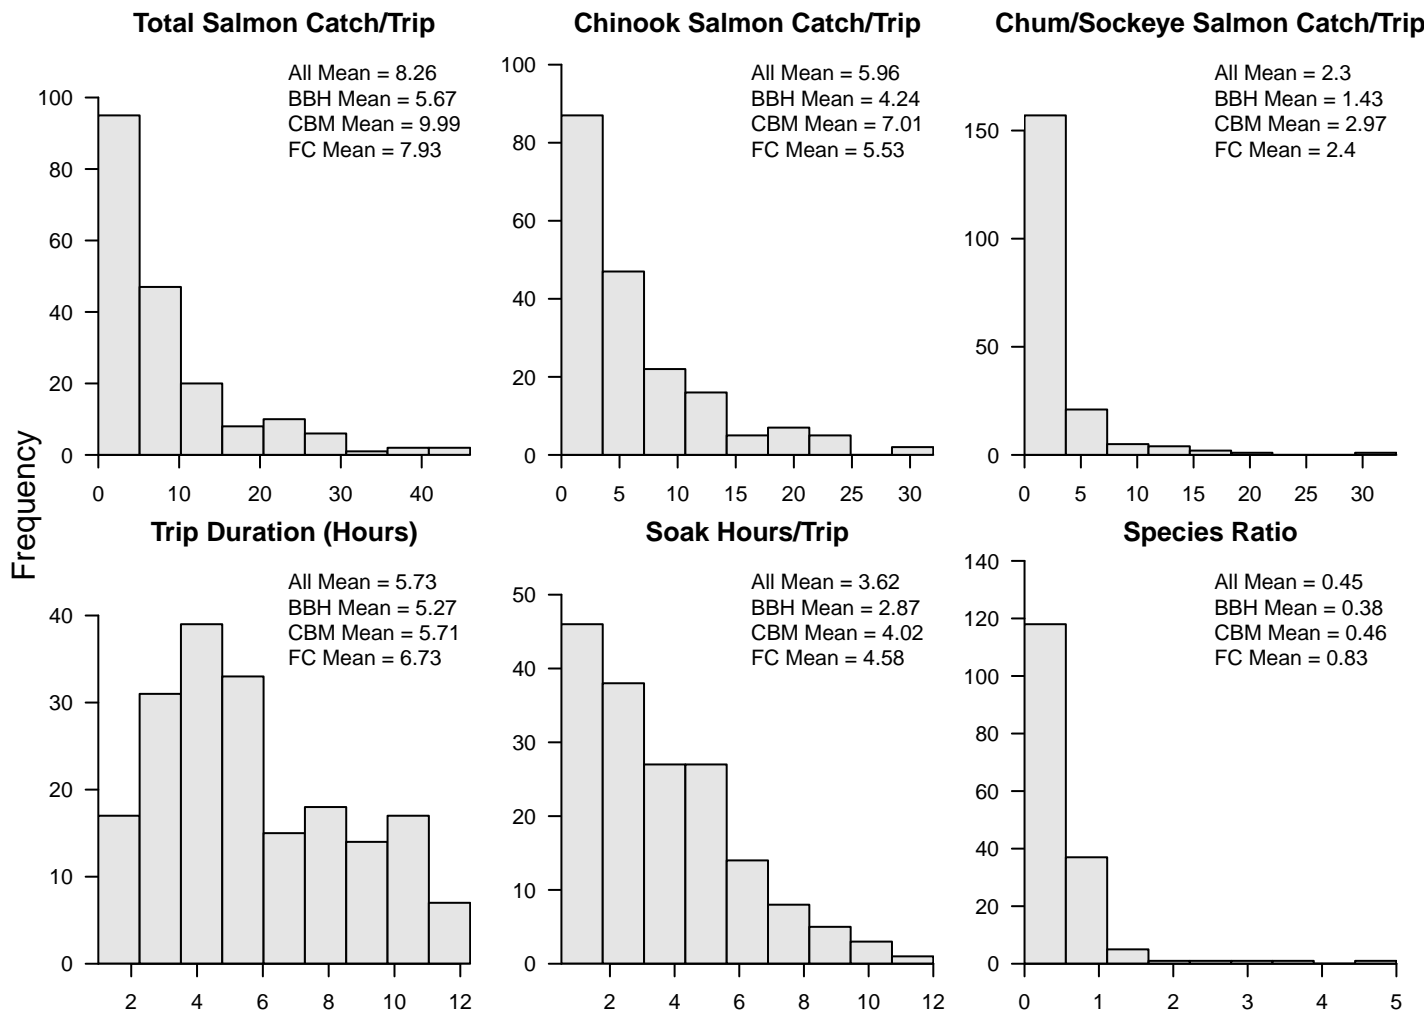 Total Salmon Catch/Trip
All Mean = 8.26
BBH Mean = 5.67
CBM Mean = 9.99
FC Mean = 7.93
100
80
60
40
20
0
0 10 20 30 40
Chinook Salmon Catch/Trip
All Mean = 5.96
BBH Mean = 4.24
CBM Mean = 7.01
FC Mean = 5.53
100
80
60
40
20
0
0 5 10 15 20 25 30
Chum/Sockeye Salmon Catch/Trip
All Mean = 2.3
BBH Mean = 1.43
CBM Mean = 2.97
FC Mean = 2.4
150
100
50
0
0 5 10 15 20 25 30
Frequency
Trip Duration (Hours)
All Mean = 5.73
BBH Mean = 5.27
CBM Mean = 5.71
FC Mean = 6.73
40
30
20
10
0
2 4 6 8 10 12
Soak Hours/Trip
All Mean = 3.62
BBH Mean = 2.87
CBM Mean = 4.02
FC Mean = 4.58
50
40
30
20
10
0
2 4 6 8 10 12
Species Ratio
All Mean = 0.45
BBH Mean = 0.38
CBM Mean = 0.46
FC Mean = 0.83
140
120
100
80
60
40
20
0
0 1 2 3 4 5